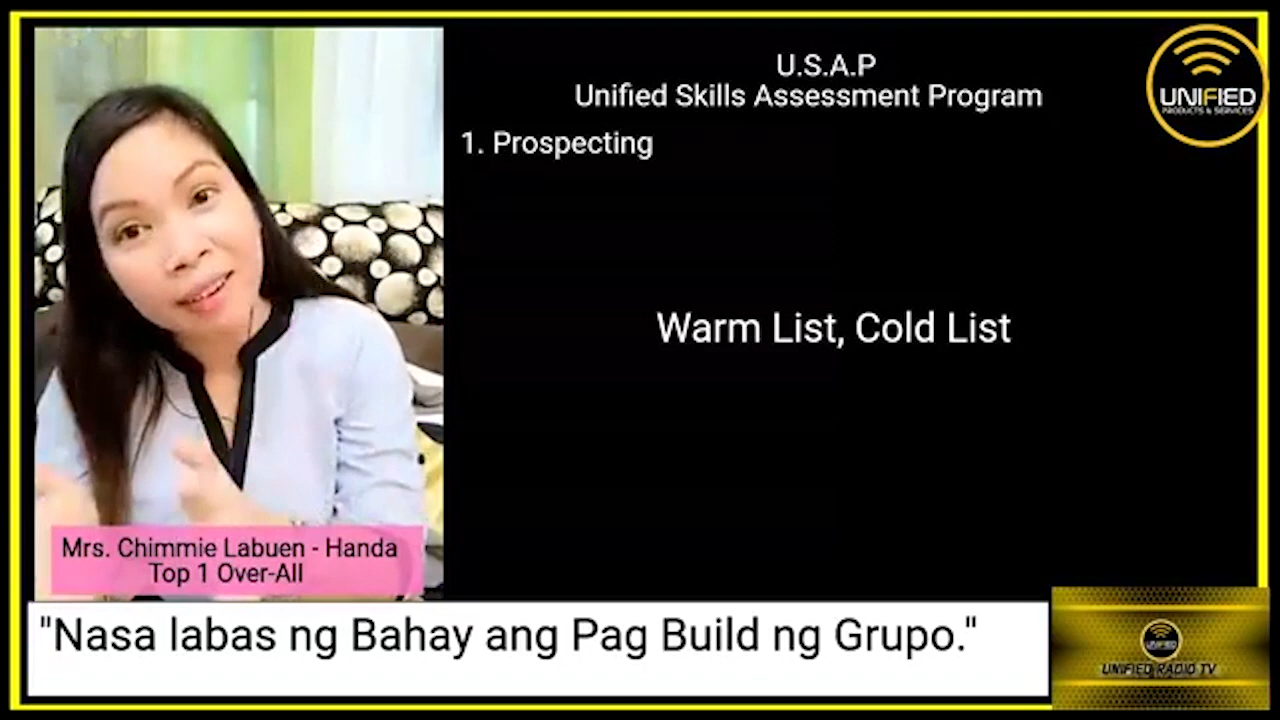 U.S.A.P
Unified Skills Assessment Program
1. Prospecting
UNIFIED
PRODUCTS & SERVICES
Warm List, Cold List
Mrs. Chimmie Labuen - Handa
Top 1 Over-All
"Nasa labas ng Bahay ang Pag Build ng Grupo."
UNIFIED
UNIFIED RADIO TV